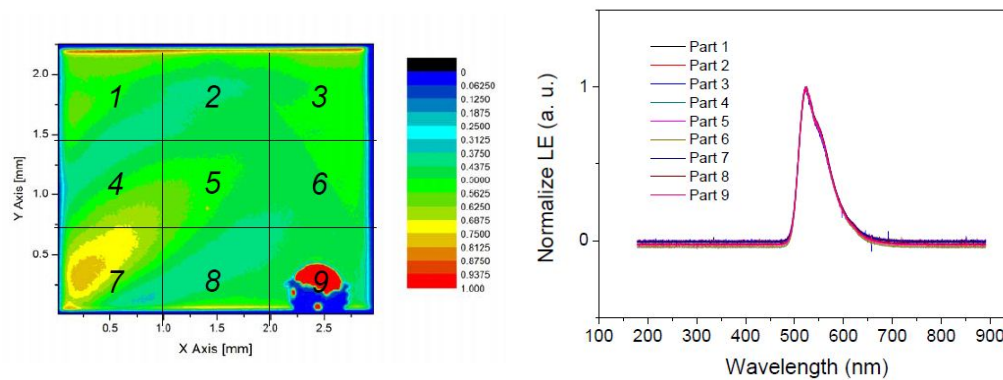 1
2
3
4
5
6
7
8
9
2.0
1.5
1.0
0.5
Y Axis [mm]
0.5
1.0
1.5
2.0
2.5
X Axis [mm]
0
0.06250
0.1250
0.1875
0.2500
0.3125
0.3750
0.4375
0.5000
0.5625
0.6250
0.6875
0.7500
0.8125
0.8750
0.9375
1.000
Normalize LE (a. u.)
1
0
Part 1
Part 2
Part 3
Part 4
Part 5
Part 6
Part 7
Part 8
Part 9
100 200 300 400 500 600 700 800 900
Wavelength (nm)